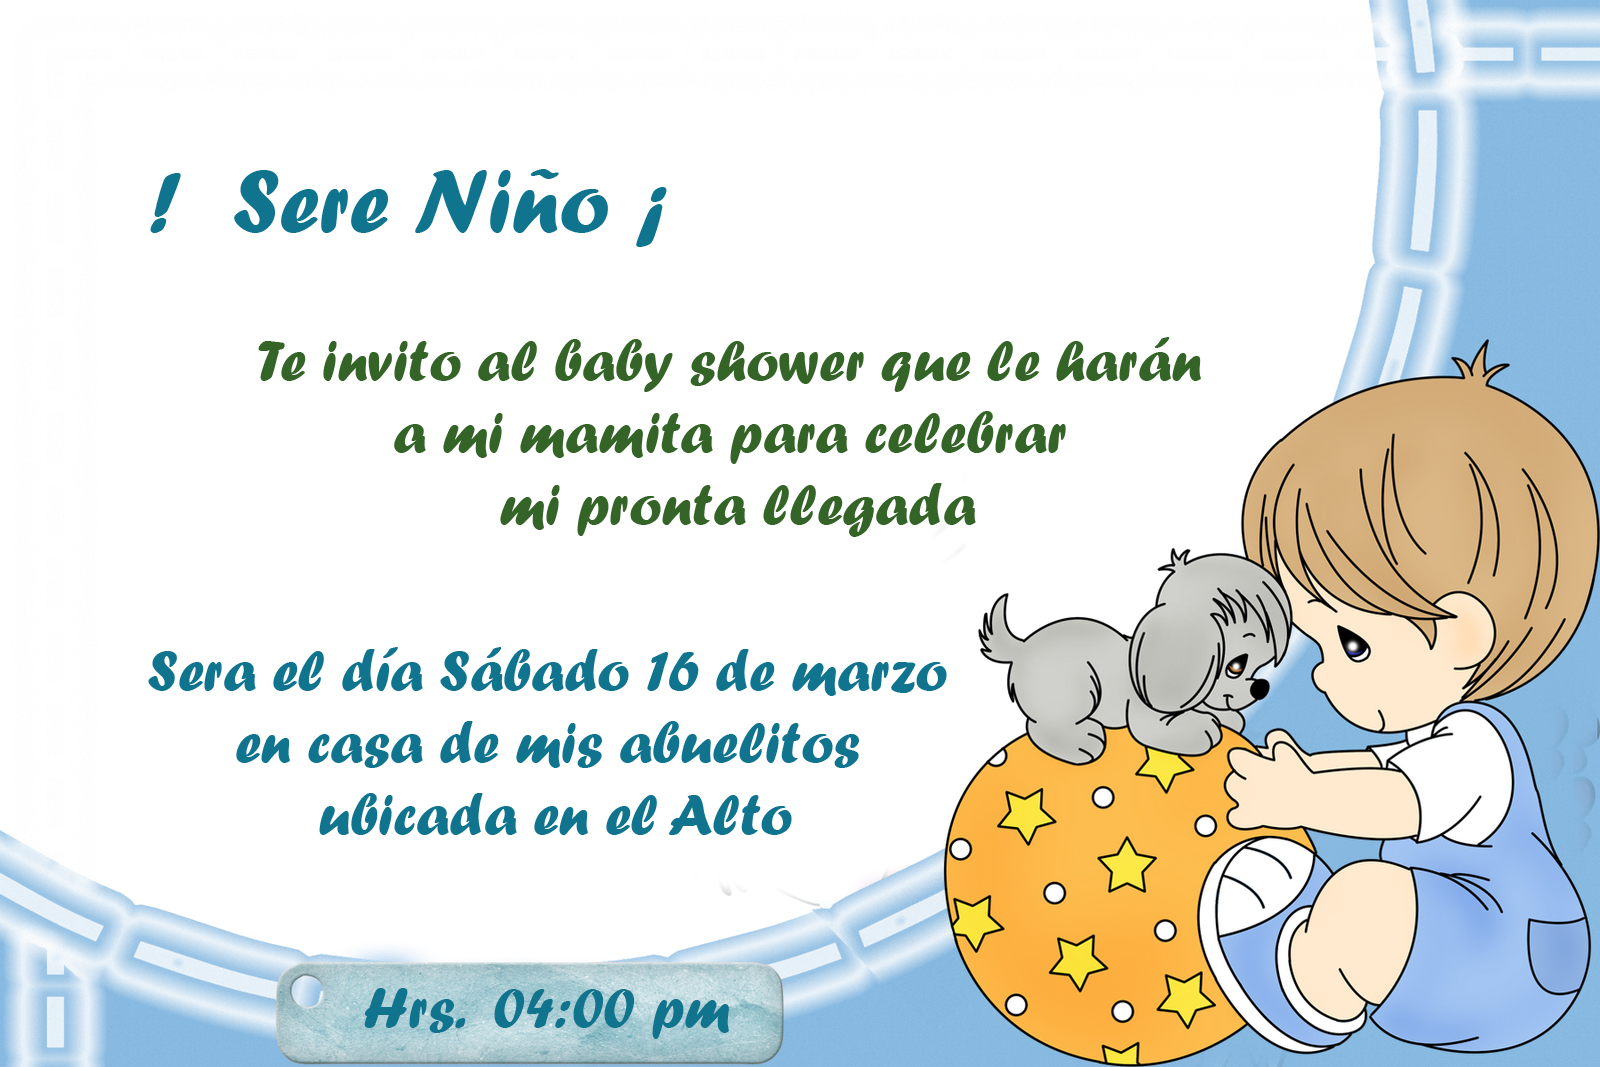 ! Sere Niño ¡
Te invito al baby shower que le harán
a mi mamita para celebrar
mi pronta llegada
Sera el día Sábado 16 de marzo
en casa de mis abuelitos
ubicada en el Alto
Hrs. 04:00 pm